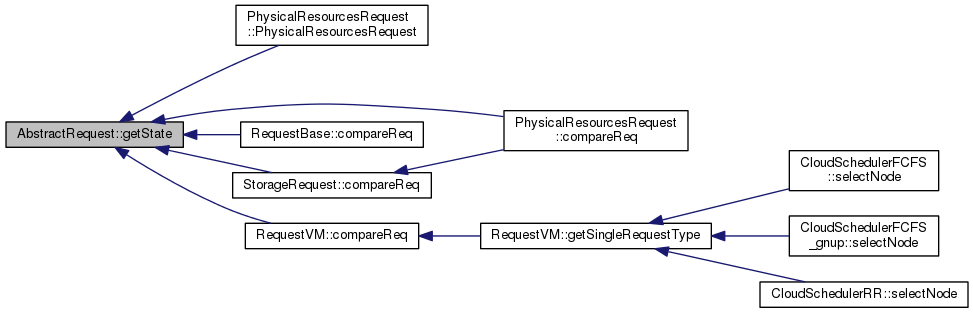 PhysicalResourcesRequest
::PhysicalResourcesRequest
AbstractRequest::getState
RequestBase::compareReq
PhysicalResourcesRequest
::compareReq
StorageRequest::compareReq
CloudSchedulerFCFS
::selectNode
RequestVM::compareReq
RequestVM::getSingleRequestType
CloudSchedulerFCFS
_gnup::selectNode
CloudSchedulerRR::selectNode